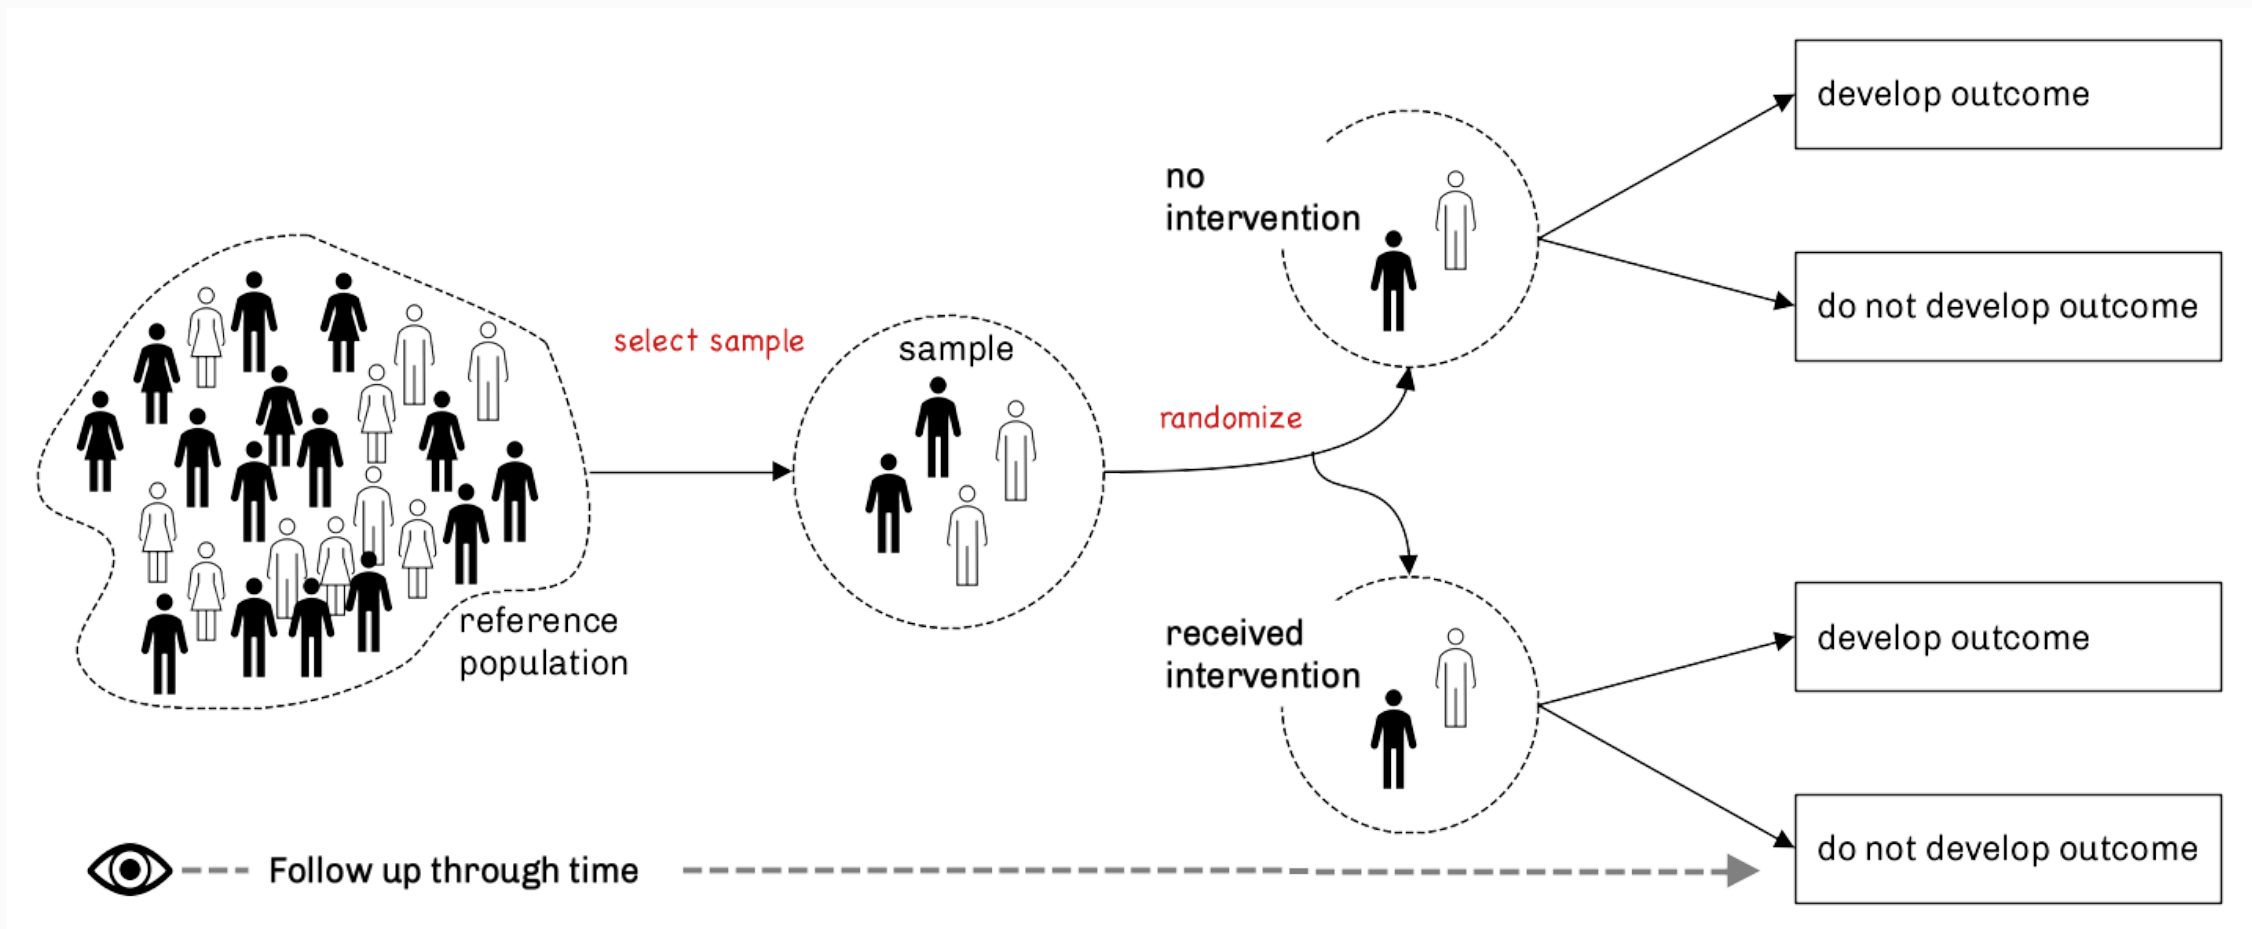 reference
population
select sample
sample
randomize
no
intervention
received
intervention
develop outcome
do not develop outcome
develop outcome
do not develop outcome
Follow up through time